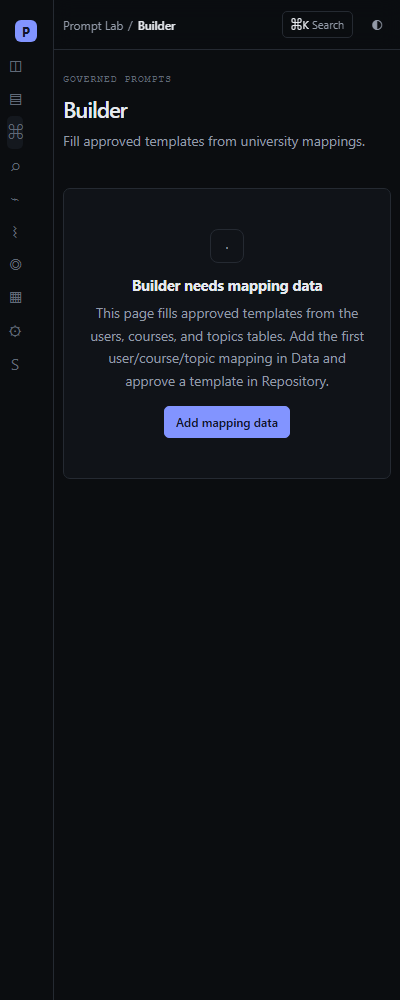 P
Prompt Lab / Builder
⌘K Search
GOVERNED PROMPTS
Builder
Fill approved templates from university mappings.
Builder needs mapping data
This page fills approved templates from the
users, courses, and topics tables. Add the first
user/course/topic mapping in Data and
approve a template in Repository.
Add mapping data
S